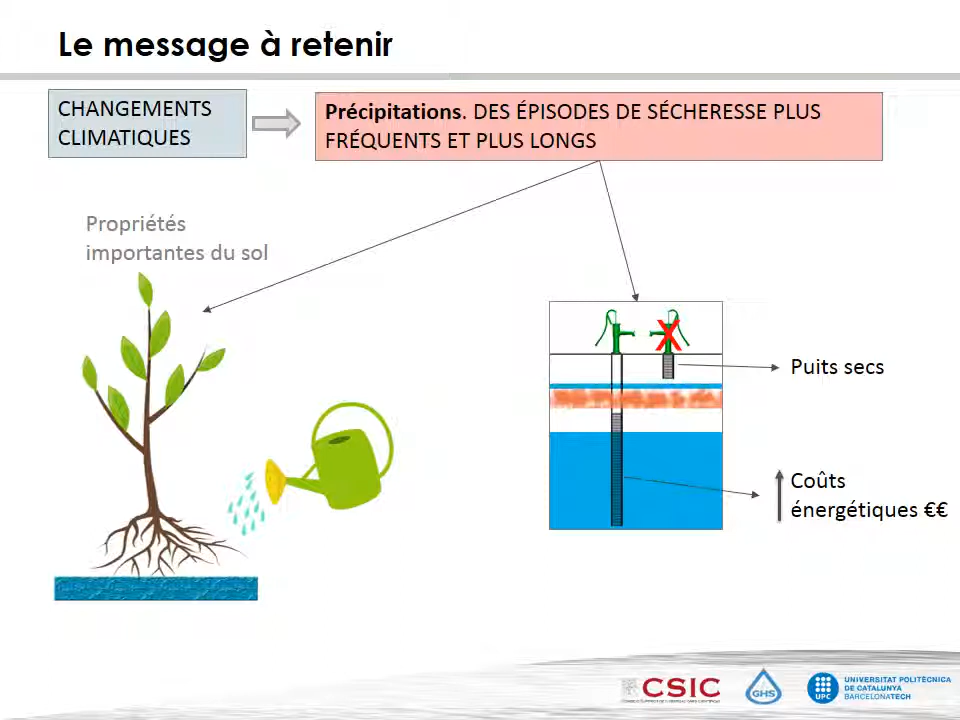 Le message à retenir
CHANGEMENTS
CLIMATIQUES
Précipitations. DES ÉPISODES DE SÉCHERESSE PLUS
FRÉQUENTS ET PLUS LONGS
Propriétés
importantes du sol
Puits secs
Coûts
énergétiques €€
CSIC
GHS
UPC
UNIVERSITAT POLITÈCNICA
DE CATALUNYA
BARCELONATECH